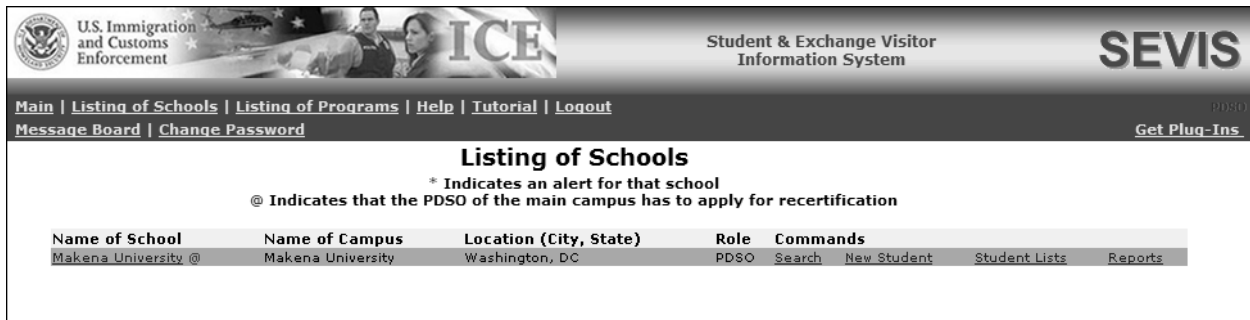 U.S. Immigration
and Customs
Enforcement
ICE
Student & Exchange Visitor
Information System
SEVIS
Main | Listing of Schools | Listing of Programs | Help | Tutorial | Logout
PDSO
Message Board | Change Password
Get Plug-Ins
Listing of Schools
* Indicates an alert for that school
@ Indicates that the PDSO of the main campus has to apply for recertification
Name of School Name of Campus Location (City, State) Role Commands
Makena University @ Makena University Washington, DC PDSO Search New Student Student Lists Reports